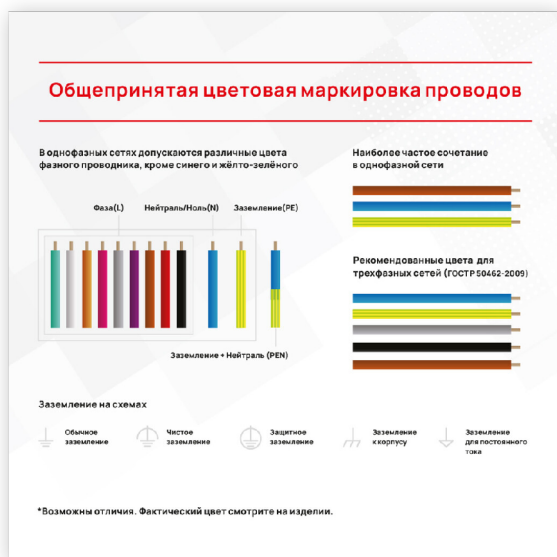 Общепринятая цветовая маркировка проводов
В однофазных сетях допускаются различные цвета
фазного проводника, кроме синего и жёлто-зелёного
Фаза(L)
Нейтраль/Ноль(N)
Заземление(PE)
Заземление + Нейтраль (PEN)
Наиболее частое сочетание
в однофазной сети
Рекомендованные цвета для
трехфазных сетей (ГОСТ Р 50462-2009)
Заземление на схемах
Обычное
заземление
Чистое
заземление
Защитное
заземление
Заземление
к корпусу
Заземление
для постоянного
тока
*Возможны отличия. Фактический цвет смотрите на изделии.